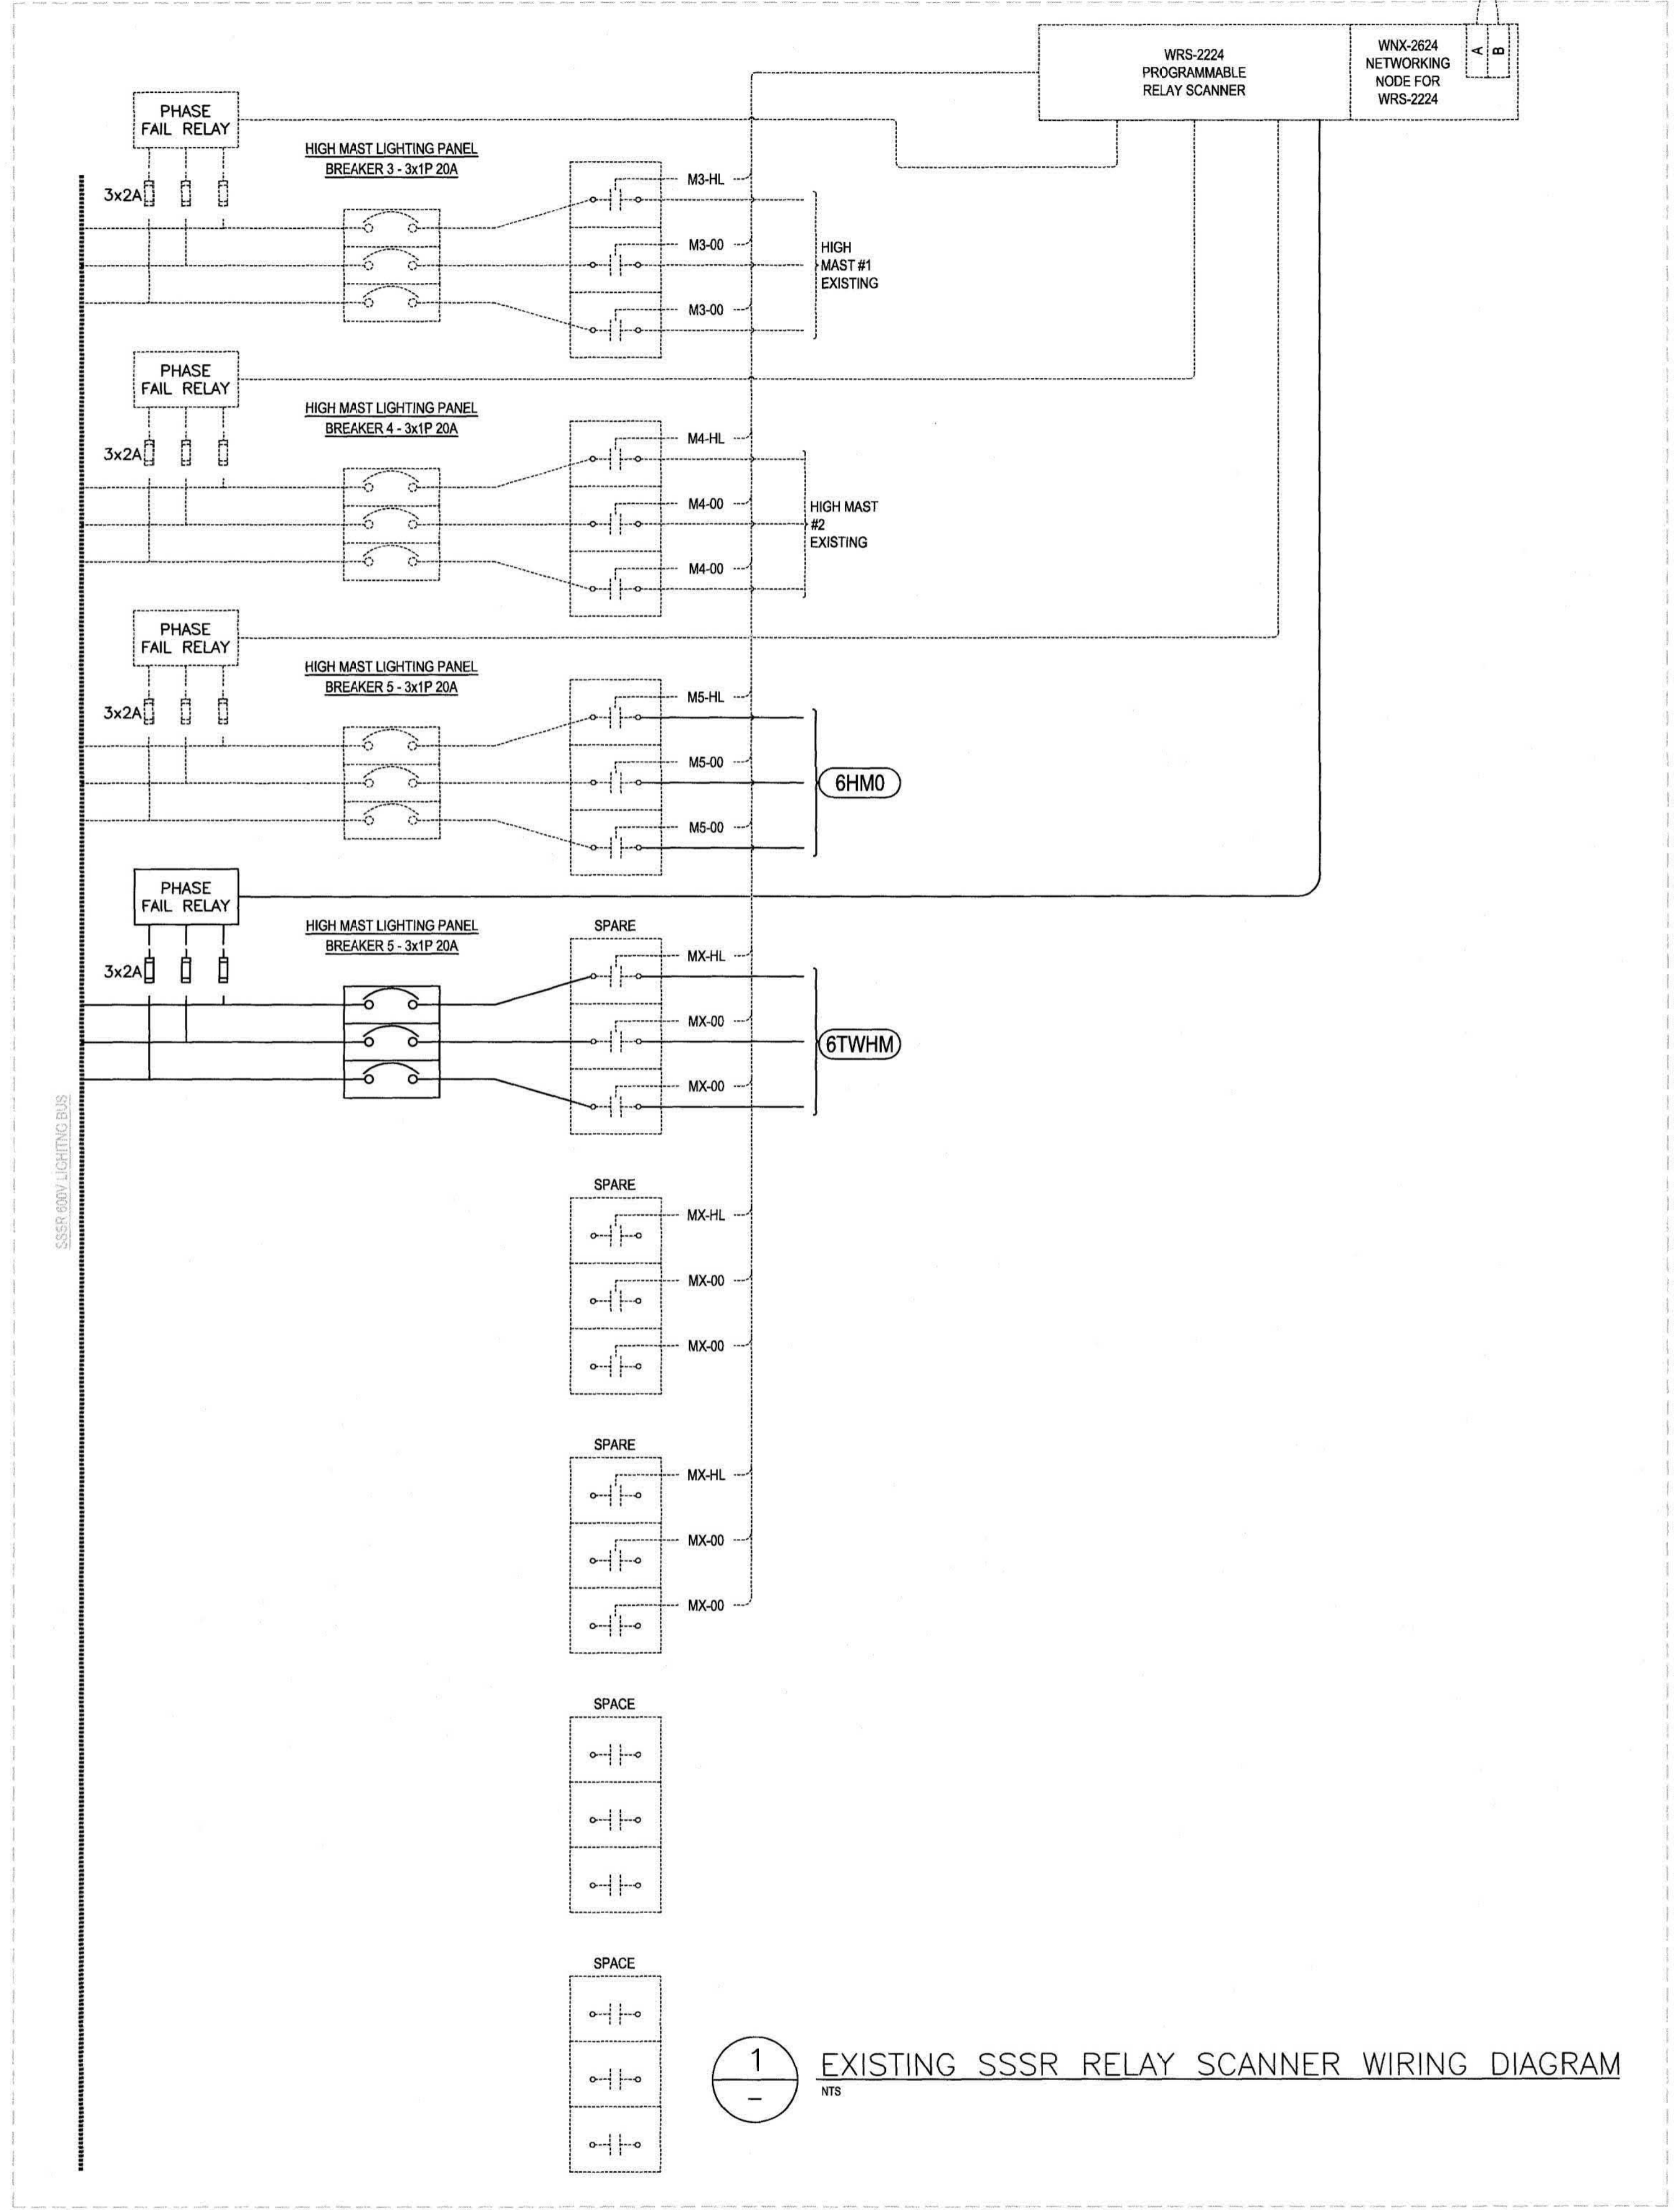 WRS-2224
PROGRAMMABLE
RELAY SCANNER
WNX-2624
NETWORKING
NODE FOR
WRS-2224
A
B
PHASE
FAIL RELAY
3x2A
HIGH MAST LIGHTING PANEL
BREAKER 3 - 3x1P 20A
M3-HL
M3-00
M3-00
HIGH
MAST #1
EXISTING
PHASE
FAIL RELAY
3x2A
HIGH MAST LIGHTING PANEL
BREAKER 4 - 3x1P 20A
M4-HL
M4-00
M4-00
HIGH MAST
#2
EXISTING
PHASE
FAIL RELAY
3x2A
HIGH MAST LIGHTING PANEL
BREAKER 5 - 3x1P 20A
M5-HL
M5-00
M5-00
6HM0
PHASE
FAIL RELAY
3x2A
HIGH MAST LIGHTING PANEL
BREAKER 5 - 3x1P 20A
SPARE
MX-HL
MX-00
MX-00
6TWHM
SSSR 600V LIGHITNG BUS
SPARE
MX-HL
MX-00
MX-00
SPARE
MX-HL
MX-00
MX-00
SPACE
SPACE
1
–
EXISTING SSSR RELAY SCANNER WIRING DIAGRAM
NTS